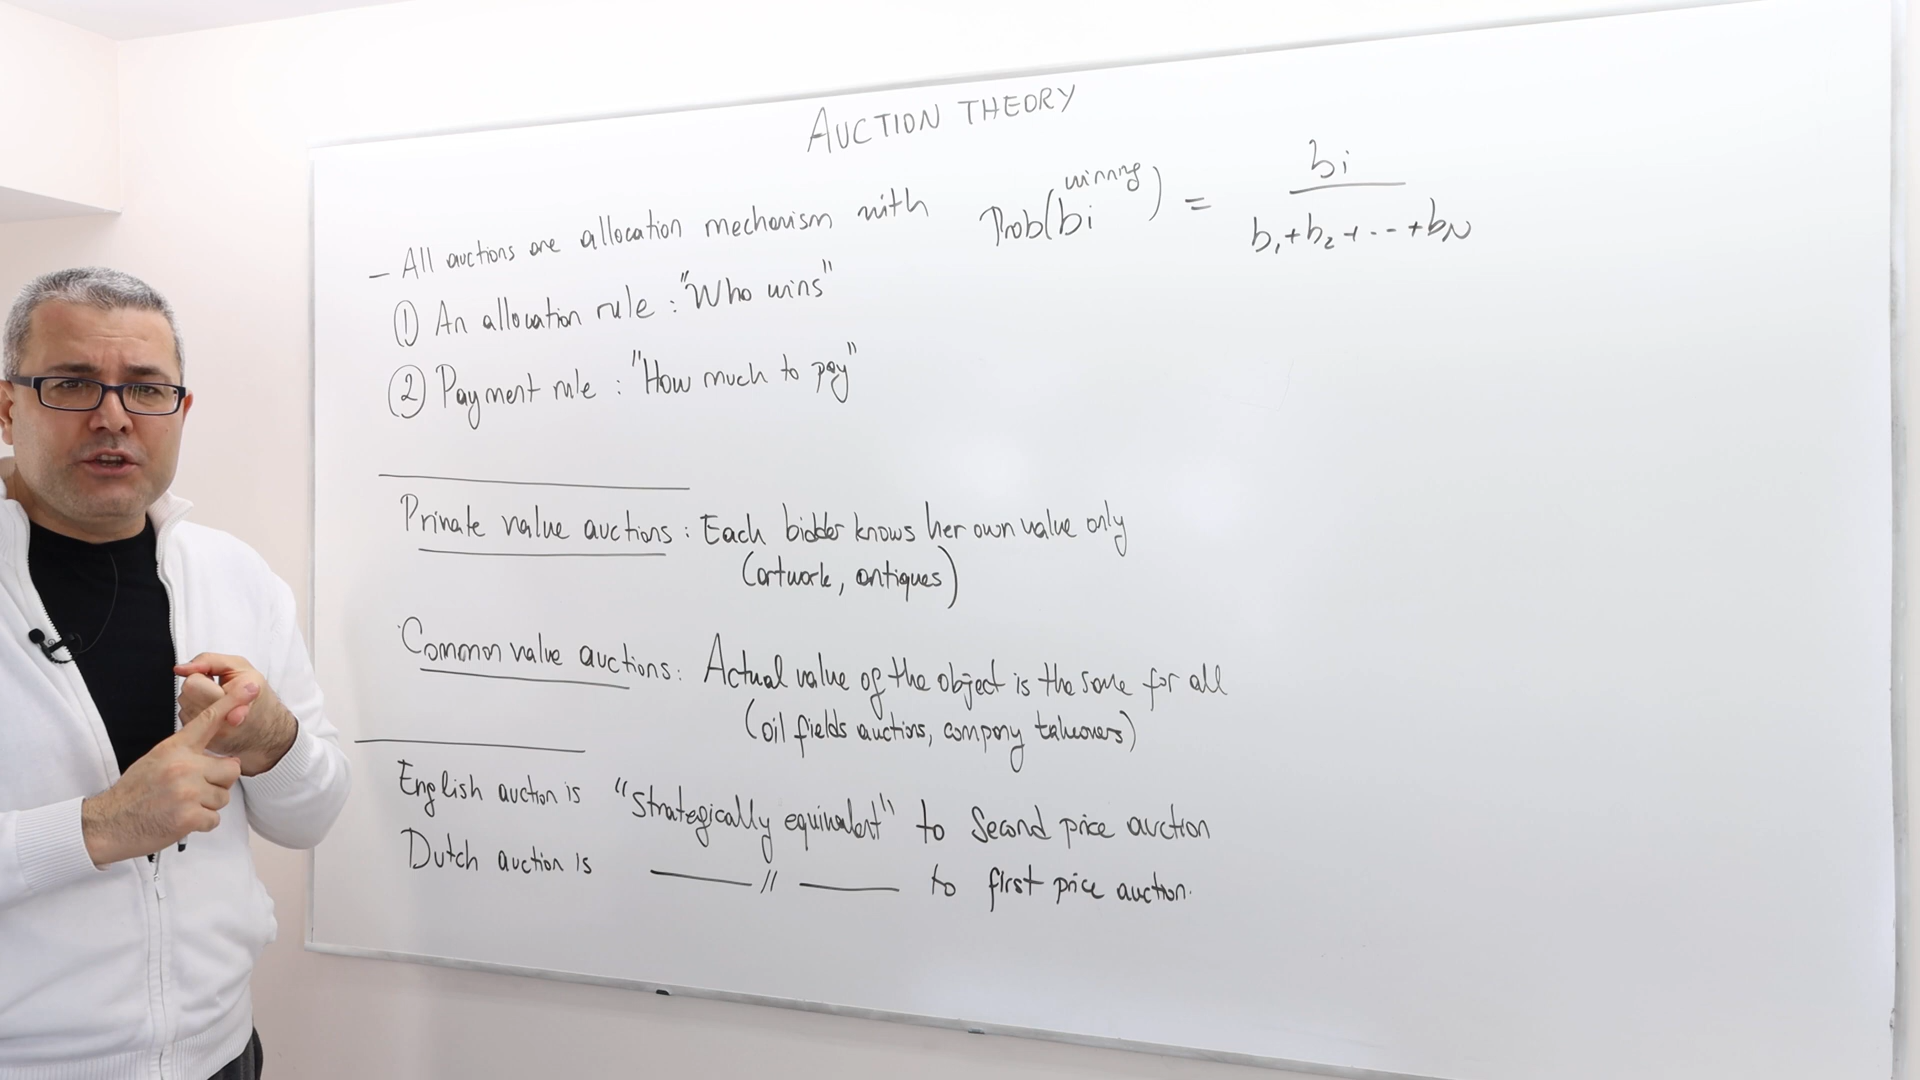 AUCTION THEORY
– All auctions are allocation mechanism with
Prob(bi winning) = bi / b1+b2+...+bN
① An allocation rule : "Who wins"
② Payment rule : "How much to pay"
Private value auctions : Each bidder knows her own value only
(artwork, antiques)
Common value auctions : Actual value of the object is the same for all
(oil fields auctions, company takeovers)
English auction is "strategically equivalent" to second price auction
Dutch auction is —— // —— to first price auction.